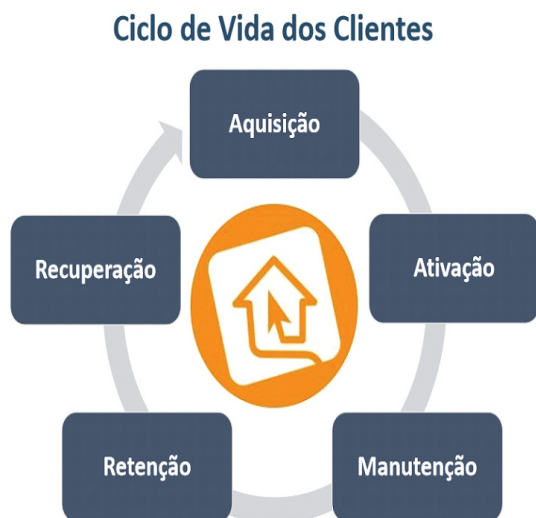 Ciclo de Vida dos Clientes
Aquisição
Ativação
Manutenção
Retenção
Recuperação